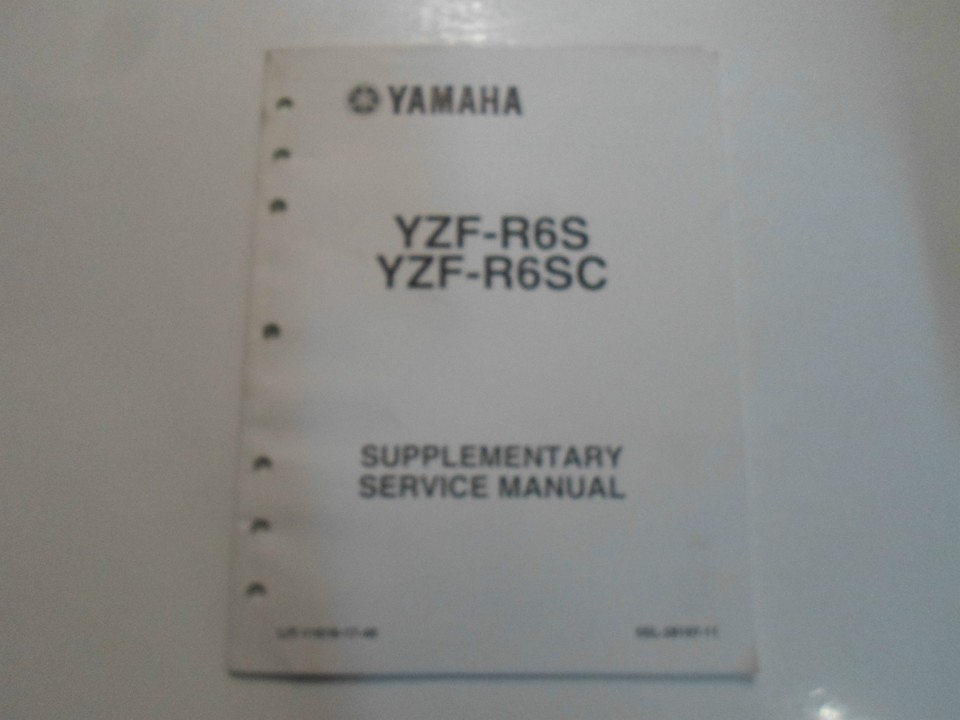 YAMAHA
YZF-R6S
YZF-R6SC
SUPPLEMENTARY
SERVICE MANUAL